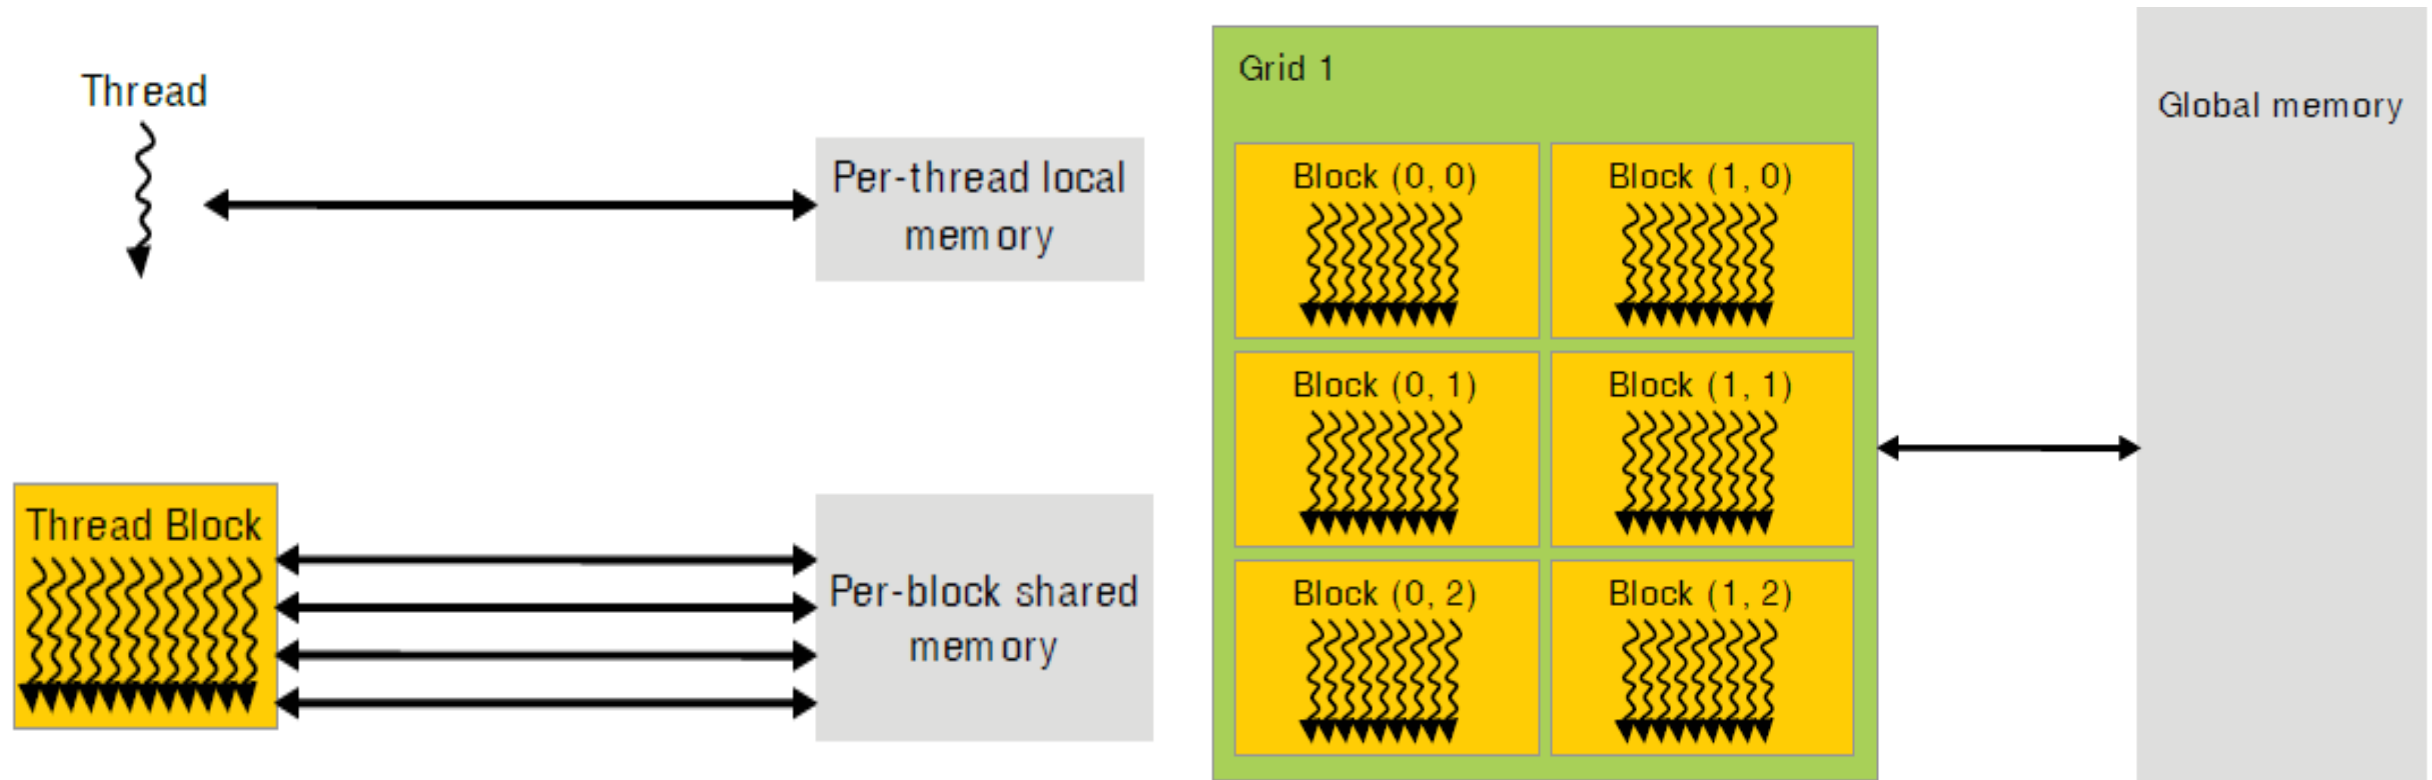 Thread
Per-thread local
memory
Thread Block
Per-block shared
memory
Grid 1
Block (0, 0)
Block (1, 0)
Block (0, 1)
Block (1, 1)
Block (0, 2)
Block (1, 2)
Global memory